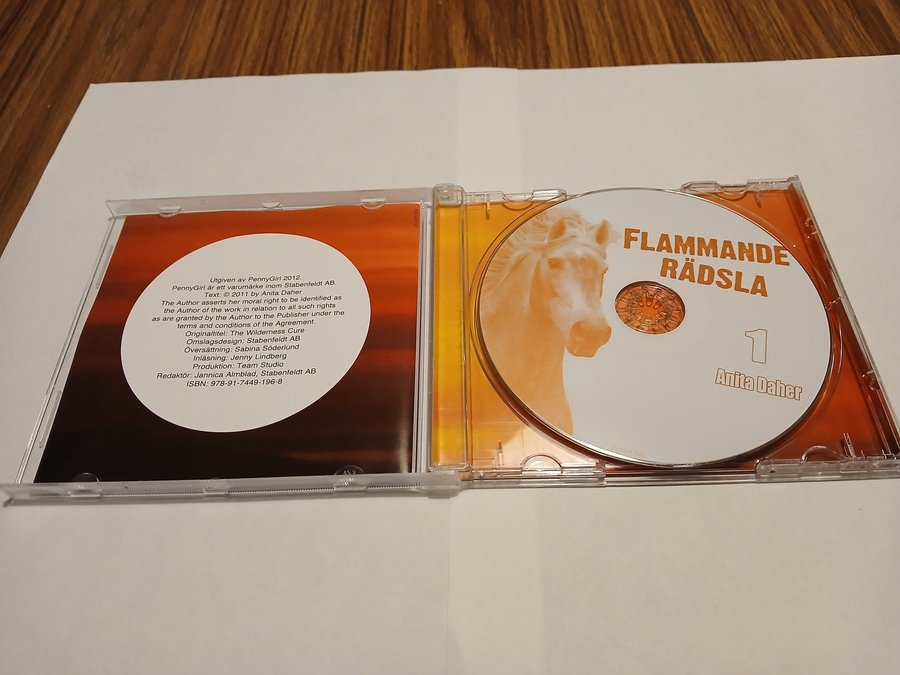 Utgiven av PennyGirl 2012.
PennyGirl är ett varumärke inom Stabenfeldt AB.
Text: © 2011 by Anita Daher
The Author asserts her moral right to be identified as
the Author of the work in relation to all such rights
as are granted by the Author to the Publisher under the
terms and conditions of the Agreement.
Originaltitel: The Wilderness Cure
Omslagsdesign: Stabenfeldt AB
Översättning: Sabina Söderlund
Inläsning: Jenny Lindberg
Produktion: Team Studio
Redaktör: Jannica Almblad, Stabenfeldt AB
ISBN: 978-91-7449-196-8
FLAMMANDE
RÄDSLA
1
Anita Daher